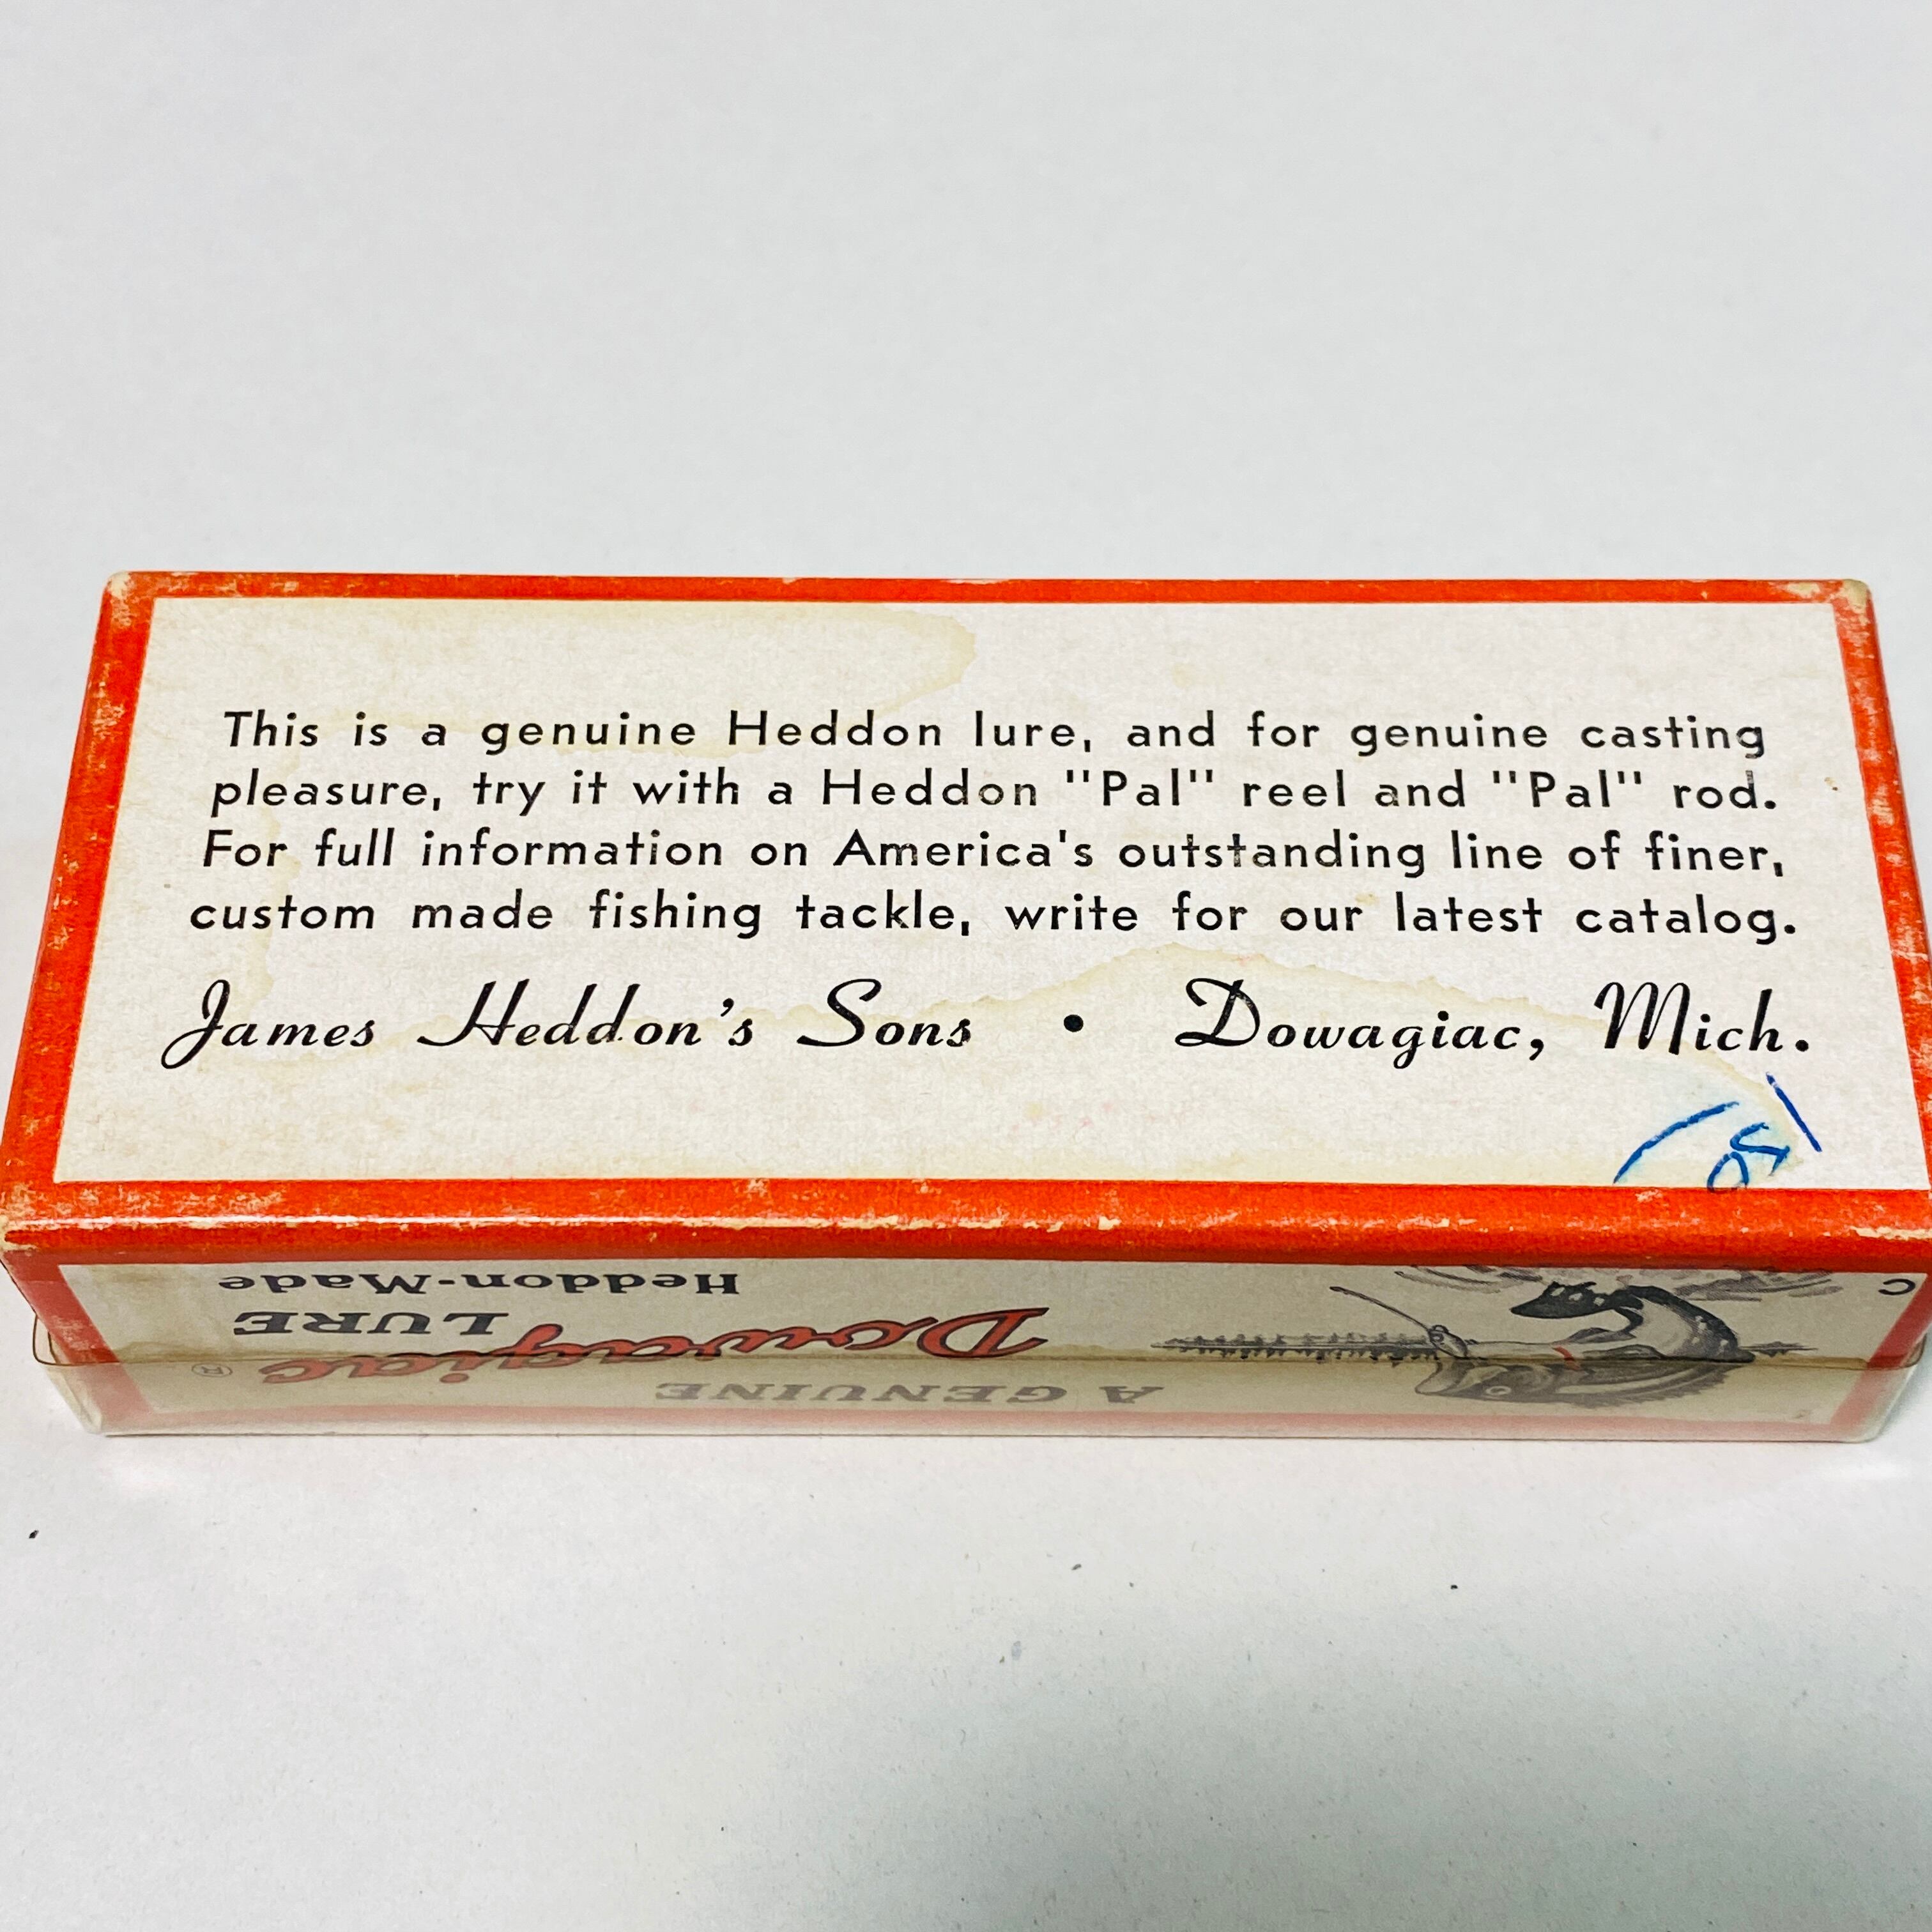 This is a genuine Heddon lure, and for genuine casting
pleasure, try it with a Heddon "Pal" reel and "Pal" rod.
For full information on America's outstanding line of finer,
custom made fishing tackle, write for our latest catalog.
James Heddon's Sons • Dowagiac, Mich.
A GENUINE
Dowagiac ®
LURE
Heddon-Made